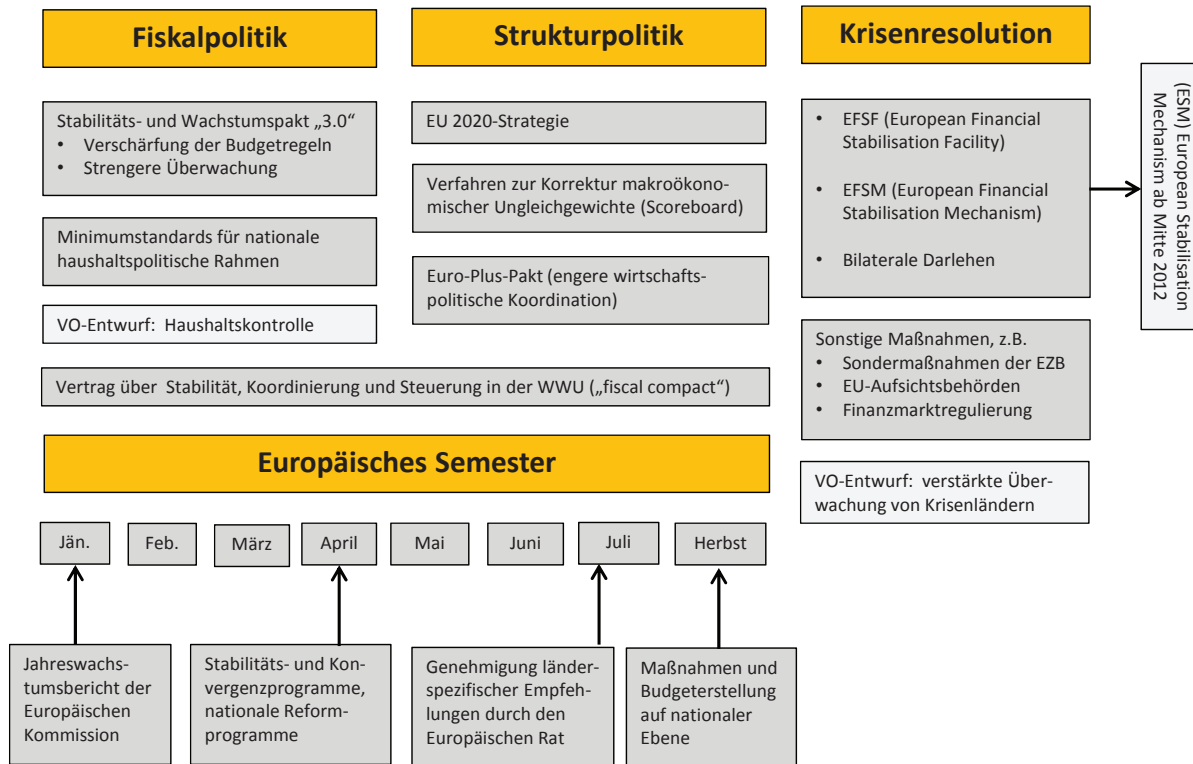 Fiskalpolitik
Stabilitäts- und Wachstumspakt „3.0“
• Verschärfung der Budgetregeln
• Strengere Überwachung
Minimumstandards für nationale
haushaltspolitische Rahmen
VO-Entwurf: Haushaltskontrolle
Strukturpolitik
EU 2020-Strategie
Verfahren zur Korrektur makroökono-
mischer Ungleichgewichte (Scoreboard)
Euro-Plus-Pakt (engere wirtschafts-
politische Koordination)
Vertrag über Stabilität, Koordinierung und Steuerung in der WWU („fiscal compact“)
Krisenresolution
• EFSF (European Financial
Stabilisation Facility)
• EFSM (European Financial
Stabilisation Mechanism)
• Bilaterale Darlehen
(ESM) European Stabilisation
Mechanism ab Mitte 2012
Sonstige Maßnahmen, z.B.
• Sondermaßnahmen der EZB
• EU-Aufsichtsbehörden
• Finanzmarktregulierung
VO-Entwurf: verstärkte Über-
wachung von Krisenländern
Europäisches Semester
Jän.
Feb.
März
April
Mai
Juni
Juli
Herbst
Jahreswachs-
tumsbericht der
Europäischen
Kommission
Stabilitäts- und Kon-
vergenzprogramme,
nationale Reform-
programme
Genehmigung länder-
spezifischer Empfeh-
lungen durch den
Europäischen Rat
Maßnahmen und
Budgeterstellung
auf nationaler
Ebene